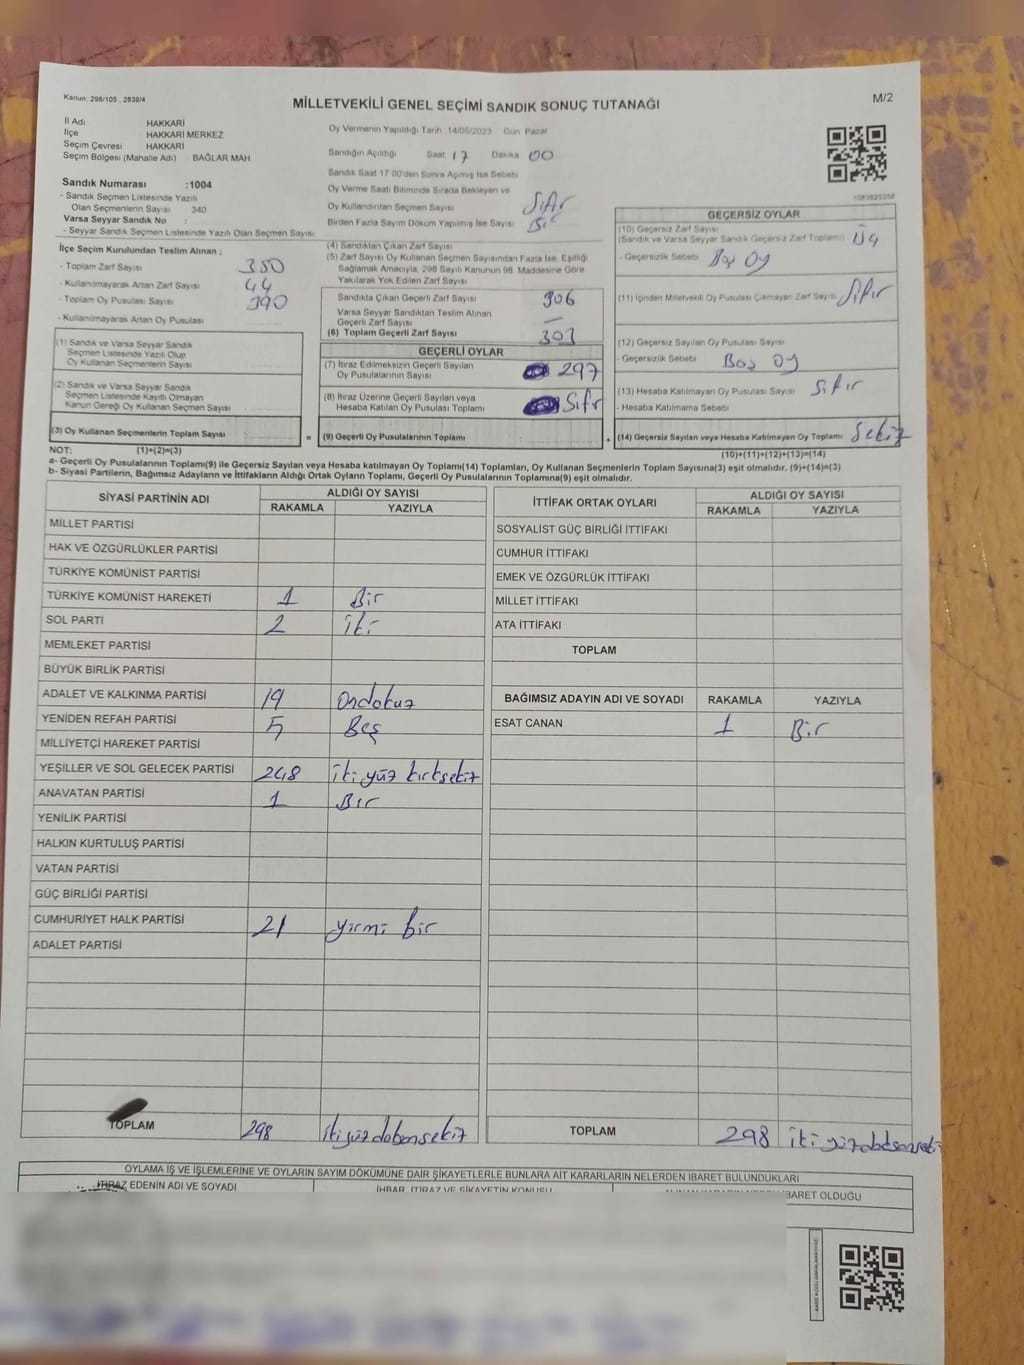 Kanun: 298/105 , 2839/4
MİLLETVEKİLİ GENEL SEÇİMİ SANDIK SONUÇ TUTANAĞI
M/2
İl Adı HAKKARİ
İlçe HAKKARİ MERKEZ
Seçim Çevresi HAKKARİ
Seçim Bölgesi (Mahalle Adı) BAĞLAR MAH.
Sandık Numarası :1004
- Sandık Seçmen Listesinde Yazılı
Olan Seçmenlerin Sayısı 340
Varsa Seyyar Sandık No :
- Seyyar Sandık Seçmen Listesinde Yazılı Olan Seçmen Sayısı
İlçe Seçim Kurulundan Teslim Alınan ;
- Toplam Zarf Sayısı 350
- Kullanılmayarak Artan Zarf Sayısı 44
- Toplam Oy Pusulası Sayısı 390
- Kullanılmayarak Artan Oy Pusulası
Oy Vermenin Yapıldığı Tarih 14/05/2023 Gün Pazar
Sandığın Açıldığı Saat 17 Dakika 00
Sandık Saat 17 00'den Sonra Açılmış İse Sebebi
Oy Verme Saati Bitiminde Sırada Bekleyen ve
Oy Kullandırılan Seçmen Sayısı Sıfır
Birden Fazla Sayım Döküm Yapılmış İse Sayısı
(4) Sandıktan Çıkan Zarf Sayısı
(5) Zarf Sayısı Oy Kullanan Seçmen Sayısından Fazla İse, Eşitliği
Sağlamak Amacıyla, 298 Sayılı Kanunun 98. Maddesine Göre
Yakılarak Yok Edilen Zarf Sayısı
Sandıkta Çıkan Geçerli Zarf Sayısı 306
Varsa Seyyar Sandıktan Teslim Alınan
Geçerli Zarf Sayısı —
(6) Toplam Geçerli Zarf Sayısı 303
GEÇERLİ OYLAR
(7) İtiraz Edilmeksizin Geçerli Sayılan
Oy Pusulalarının Sayısı 297
(8) İtiraz Üzerine Geçerli Sayılan veya
Hesaba Katılan Oy Pusulası Toplamı Sıfır
GEÇERSİZ OYLAR
(10) Geçersiz Zarf Sayısı
(Sandık ve Varsa Seyyar Sandık Geçersiz Zarf Toplamı) Üç
- Geçersizlik Sebebi Boş Oy
(11) İçinden Milletvekili Oy Pusulası Çıkmayan Zarf Sayısı Sıfır
(12) Geçersiz Sayılan Oy Pusulası Sayısı
- Geçersizlik Sebebi Boş Oy
(13) Hesaba Katılmayan Oy Pusulası Sayısı Sıfır
- Hesaba Katılmama Sebebi
(1) Sandık ve Varsa Seyyar Sandık
Seçmen Listesinde Yazılı Olup
Oy Kullanan Seçmenlerin Sayısı
(2) Sandık ve Varsa Seyyar Sandık
Seçmen Listesinde Kayıtlı Olmayan
Kanun Gereği Oy Kullanan Seçmen Sayısı
(3) Oy Kullanan Seçmenlerin Toplam Sayısı = (9) Geçerli Oy Pusulalarının Toplamı + (14) Geçersiz Sayılan veya Hesaba Katılmayan Oy Toplamı Sekiz
NOT: (1)+(2)=(3) (10)+(11)+(12)+(13)=(14)
a- Geçerli Oy Pusulalarının Toplamı(9) ile Geçersiz Sayılan veya Hesaba katılmayan Oy Toplamı(14) Toplamları, Oy Kullanan Seçmenlerin Toplam Sayısına(3) eşit olmalıdır. (9)+(14)=(3)
b- Siyasi Partilerin, Bağımsız Adayların ve İttifakların Aldığı Ortak Oyların Toplamı, Geçerli Oy Pusulalarının Toplamına(9) eşit olmalıdır.
SİYASİ PARTİNİN ADI ALDIĞI OY SAYISI
RAKAMLA YAZIYLA
MİLLET PARTİSİ
HAK VE ÖZGÜRLÜKLER PARTİSİ
TÜRKİYE KOMÜNİST PARTİSİ
TÜRKİYE KOMÜNİST HAREKETİ 1 Bir
SOL PARTİ 2 iki
MEMLEKET PARTİSİ
BÜYÜK BİRLİK PARTİSİ
ADALET VE KALKINMA PARTİSİ 19 Ondokuz
YENİDEN REFAH PARTİSİ 5 Beş
MİLLİYETÇİ HAREKET PARTİSİ
YEŞİLLER VE SOL GELECEK PARTİSİ 248 iki yüz kırksekiz
ANAVATAN PARTİSİ 1 Bir
YENİLİK PARTİSİ
HALKIN KURTULUŞ PARTİSİ
VATAN PARTİSİ
GÜÇ BİRLİĞİ PARTİSİ
CUMHURİYET HALK PARTİSİ 21 yirmi bir
ADALET PARTİSİ
TOPLAM 298 ikiyüzdoksansekiz
İTTİFAK ORTAK OYLARI ALDIĞI OY SAYISI
RAKAMLA YAZIYLA
SOSYALİST GÜÇ BİRLİĞİ İTTİFAKI
CUMHUR İTTİFAKI
EMEK VE ÖZGÜRLÜK İTTİFAKI
MİLLET İTTİFAKI
ATA İTTİFAKI
TOPLAM
BAĞIMSIZ ADAYIN ADI VE SOYADI RAKAMLA YAZIYLA
ESAT CANAN 1 Bir
TOPLAM 298 iki yüzdoksansekiz
OYLAMA İŞ VE İŞLEMLERİNE VE OYLARIN SAYIM DÖKÜMÜNE DAİR ŞİKAYETLERLE BUNLARA AİT KARARLARIN NELERDEN İBARET BULUNDUKLARI
İTİRAZ EDENİN ADI VE SOYADI
İHBAR, İTİRAZ VE ŞİKAYETİN KONUSU
İBARET OLDUĞU